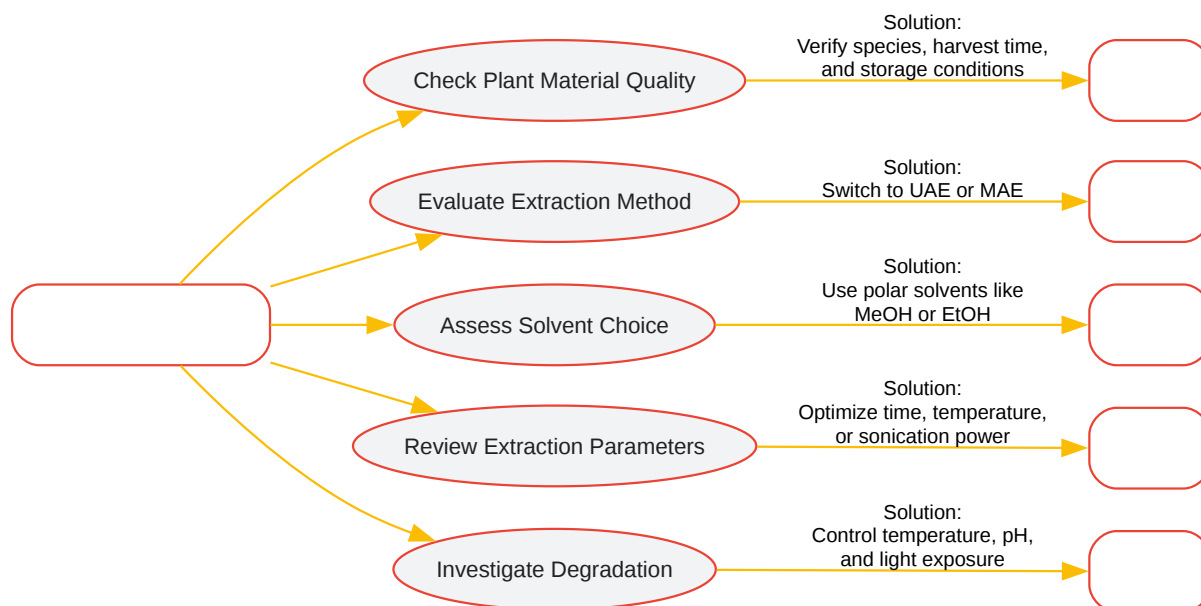 Check Plant Material Quality
Solution:
Verify species, harvest time,
and storage conditions
Evaluate Extraction Method
Solution:
Switch to UAE or MAE
Assess Solvent Choice
Solution:
Use polar solvents like
MeOH or EtOH
Review Extraction Parameters
Solution:
Optimize time, temperature,
or sonication power
Investigate Degradation
Solution:
Control temperature, pH,
and light exposure